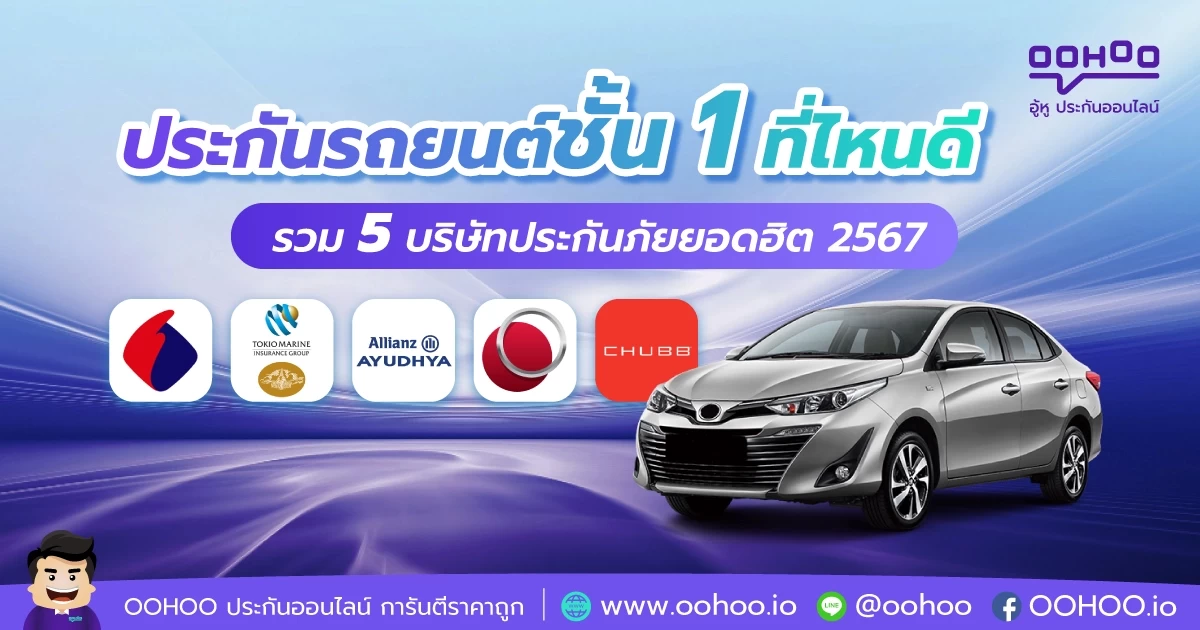 OOHOO
อู้หู ประกันออนไลน์
ประกันรถยนต์ชั้น 1 ที่ไหนดี
รวม 5 บริษัทประกันภัยยอดฮิต 2567
TOKIO MARINE
INSURANCE GROUP
Allianz
AYUDHYA
CHUBB
OOHOO ประกันออนไลน์ การันตีราคาถูก
www.oohoo.io
LINE
@oohoo
OOHOO.io